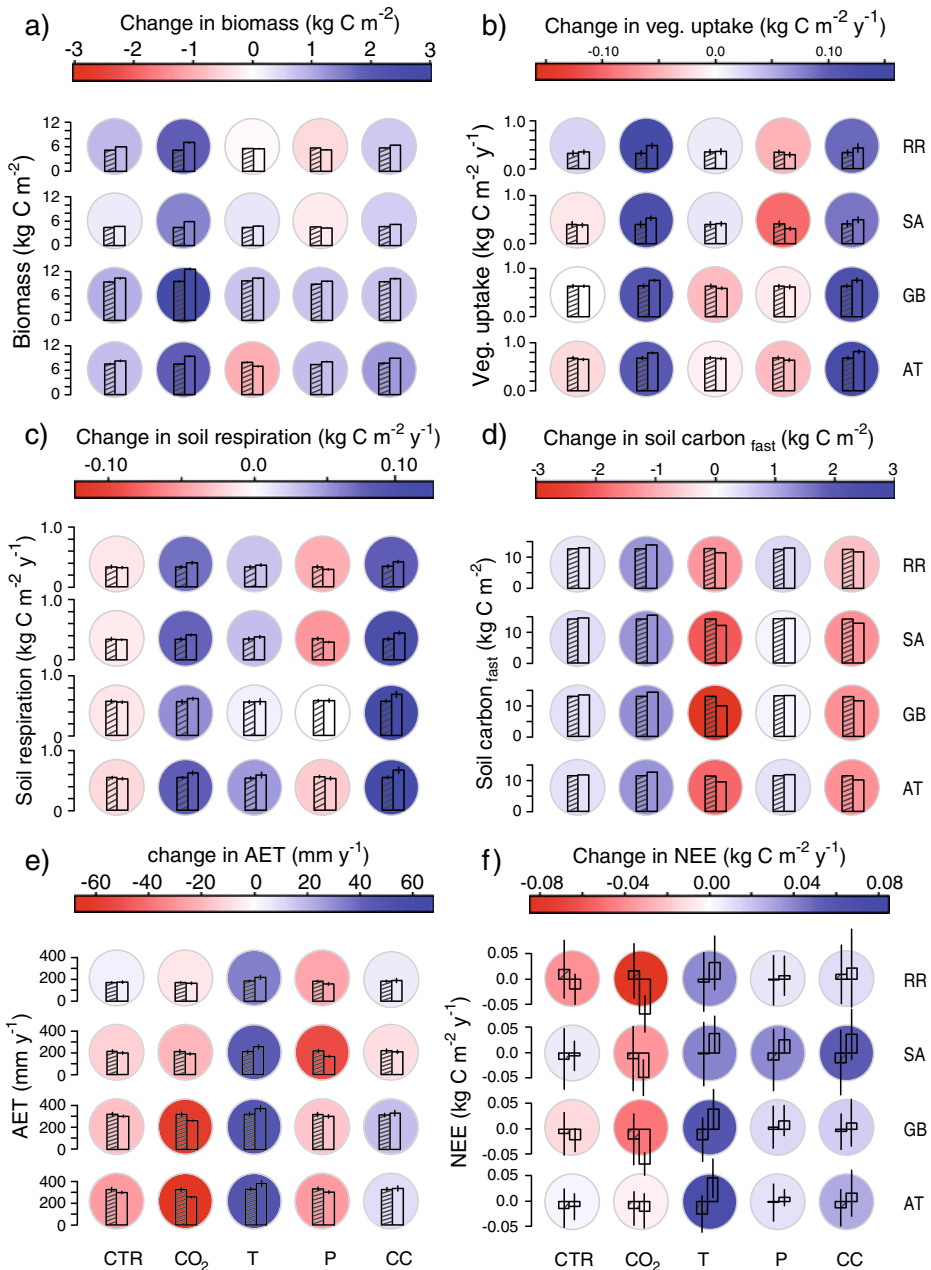 a) Change in biomass (kg C m-2)
-3 -2 -1 0 1 2 3
Biomass (kg C m-2)
12
6
0
12
6
0
12
6
0
12
6
0
b) Change in veg. uptake (kg C m-2 y-1)
-0.10 0.0 0.10
Veg. uptake (kg C m-2 y-1)
1.0
0.0
1.0
0.0
1.0
0.0
1.0
0.0
RR
SA
GB
AT
c) Change in soil respiration (kg C m-2 y-1)
-0.10 0.0 0.10
Soil respiration (kg C m-2 y-1)
1.0
0
1.0
0
1.0
0
1.0
0
d) Change in soil carbon fast (kg C m-2)
-3 -2 -1 0 1 2 3
Soil carbon fast (kg C m-2)
10
0
10
0
10
0
10
0
RR
SA
GB
AT
e) change in AET (mm y-1)
-60 -40 -20 0 20 40 60
AET (mm y-1)
400
200
0
400
200
0
400
200
0
400
200
0
CTR CO2 T P CC
f) Change in NEE (kg C m-2 y-1)
-0.08 -0.04 0.00 0.04 0.08
NEE (kg C m-2 y-1)
0.05
0.0
-0.05
0.05
0.0
-0.05
0.05
0.0
-0.05
0.05
0.0
0.05
RR
SA
GB
AT
CTR CO2 T P CC